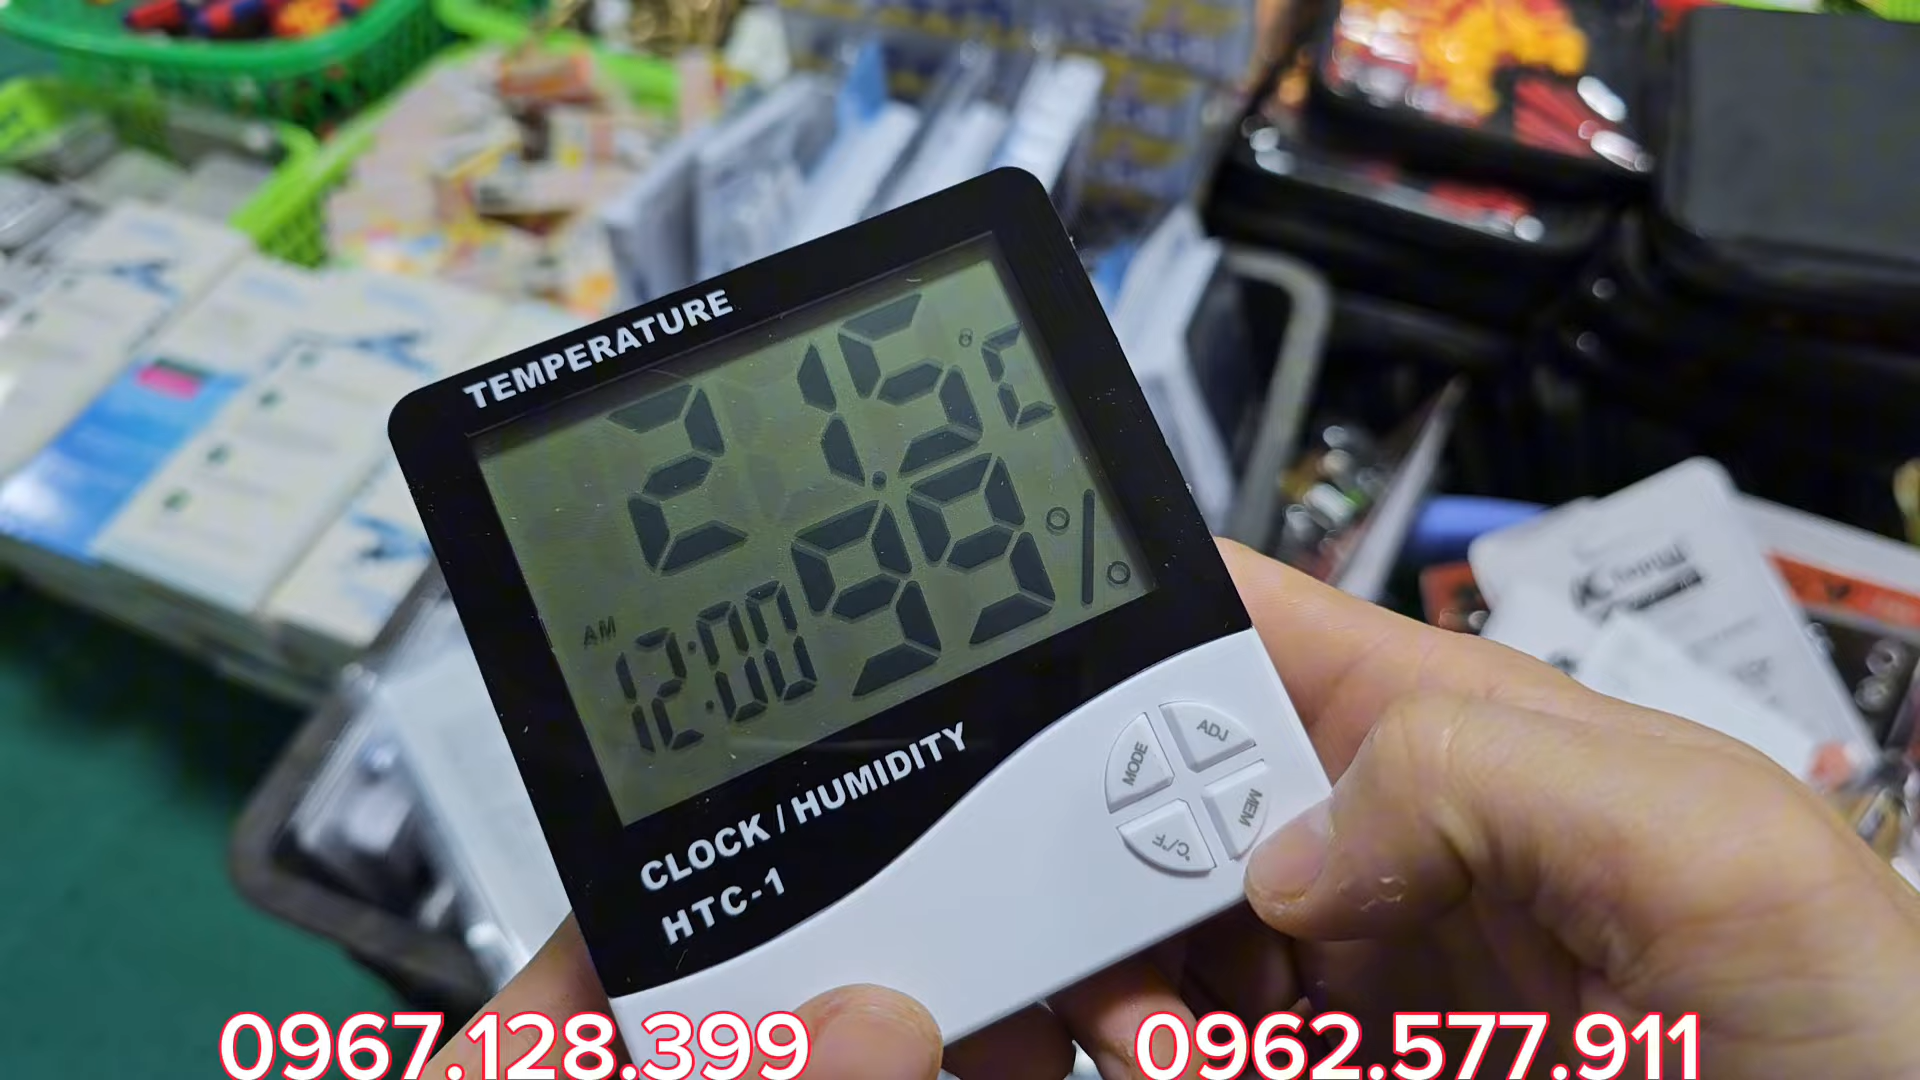 TEMPERATURE
21.5 °C
AM 12:00 99 %
CLOCK / HUMIDITY
HTC-1
MODE
ADJ
MEM
°C/°F
0967.128.399
0962.577.911